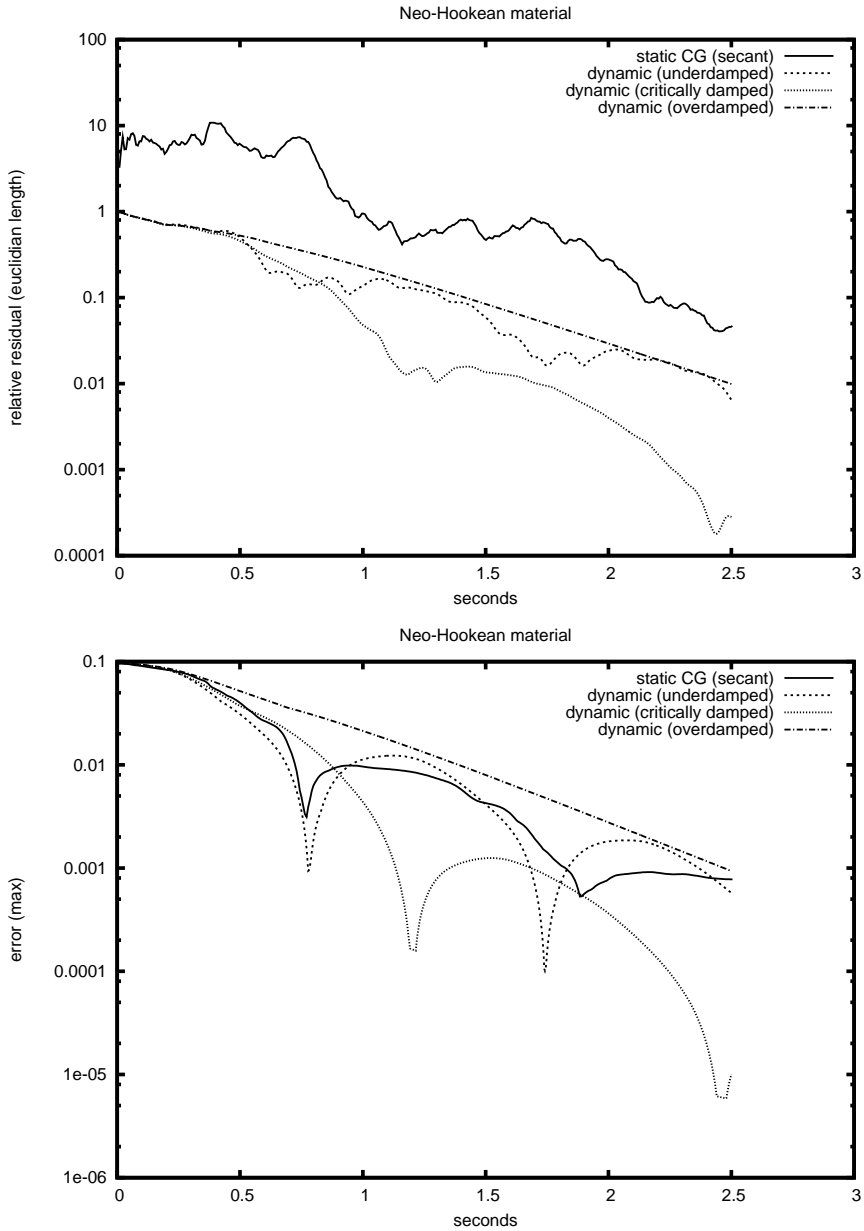 Neo-Hookean material
100
10
1
0.1
0.01
0.001
0.0001
relative residual (euclidian length)
static CG (secant)
dynamic (underdamped)
dynamic (critically damped)
dynamic (overdamped)
0 0.5 1 1.5 2 2.5 3
seconds
Neo-Hookean material
0.1
0.01
0.001
0.0001
1e-05
1e-06
error (max)
static CG (secant)
dynamic (underdamped)
dynamic (critically damped)
dynamic (overdamped)
0 0.5 1 1.5 2 2.5 3
seconds